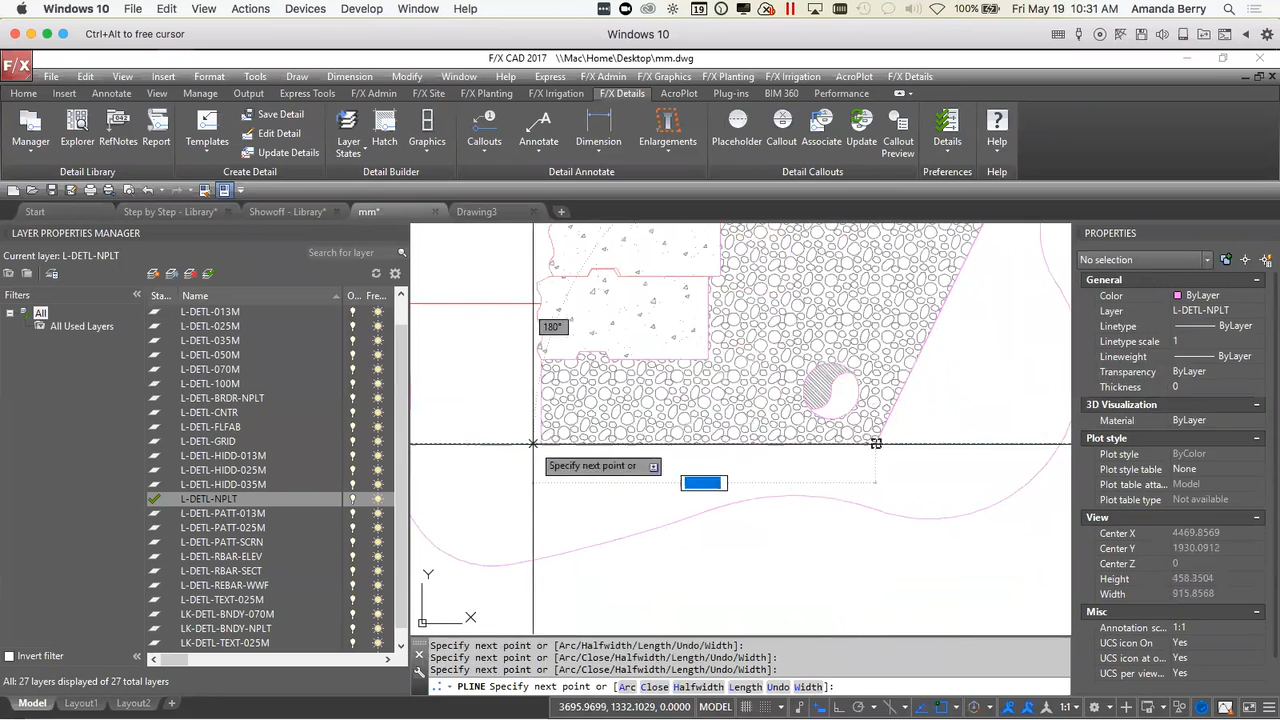 Windows 10 File Edit View Actions Devices Develop Window Help 19 100% Fri May 19 10:31 AM Amanda Berry
Ctrl+Alt to free cursor Windows 10
F/X CAD 2017 \\Mac\Home\Desktop\mm.dwg
F/X
File Edit View Insert Format Tools Draw Dimension Modify Window Help Express F/X Admin F/X Graphics F/X Planting F/X Irrigation AcroPlot F/X Details
Home Insert Annotate View Manage Output Express Tools F/X Admin F/X Site F/X Planting F/X Irrigation F/X Details AcroPlot Plug-ins BIM 360 Performance
Manager Explorer RefNotes Report Templates Save Detail Edit Detail Update Details Layer States Hatch Graphics Callouts Annotate Dimension Enlargements Placeholder Callout Associate Update Callout Preview Details Help
Detail Library Create Detail Detail Builder Detail Annotate Detail Callouts Preferences Help
Start Step by Step - Library* Showoff - Library* mm* Drawing3
LAYER PROPERTIES MANAGER
Current layer: L-DETL-NPLT Search for layer
Filters
All
All Used Layers
Invert filter
Sta... Name O... Fre...
L-DETL-013M
L-DETL-025M
L-DETL-035M
L-DETL-050M
L-DETL-070M
L-DETL-100M
L-DETL-BRDR-NPLT
L-DETL-CNTR
L-DETL-FLFAB
L-DETL-GRID
L-DETL-HIDD-013M
L-DETL-HIDD-025M
L-DETL-HIDD-035M
L-DETL-NPLT
L-DETL-PATT-013M
L-DETL-PATT-025M
L-DETL-PATT-SCRN
L-DETL-RBAR-ELEV
L-DETL-RBAR-SECT
L-DETL-REBAR-WWF
L-DETL-TEXT-025M
LK-DETL-BNDY-070M
LK-DETL-BNDY-NPLT
LK-DETL-TEXT-025M
All: 27 layers displayed of 27 total layers
180°
Specify next point or
Y
X
Specify next point or [Arc/Halfwidth/Length/Undo/Width]:
Specify next point or [Arc/Close/Halfwidth/Length/Undo/Width]:
Specify next point or [Arc/Close/Halfwidth/Length/Undo/Width]:
PLINE Specify next point or [Arc Close Halfwidth Length Undo Width]:
PROPERTIES
No selection
General
Color ByLayer
Layer L-DETL-NPLT
Linetype ByLayer
Linetype scale 1
Lineweight ByLayer
Transparency ByLayer
Thickness 0
3D Visualization
Material ByLayer
Plot style
Plot style ByColor
Plot style table None
Plot table atta... Model
Plot table type Not available
View
Center X 4469.8569
Center Y 1930.0912
Center Z 0
Height 458.3504
Width 915.8568
Misc
Annotation sc... 1:1
UCS icon On Yes
UCS icon at o... Yes
UCS per view... Yes
Model Layout1 Layout2 + 3695.9699, 1332.1029, 0.0000 MODEL 1:1